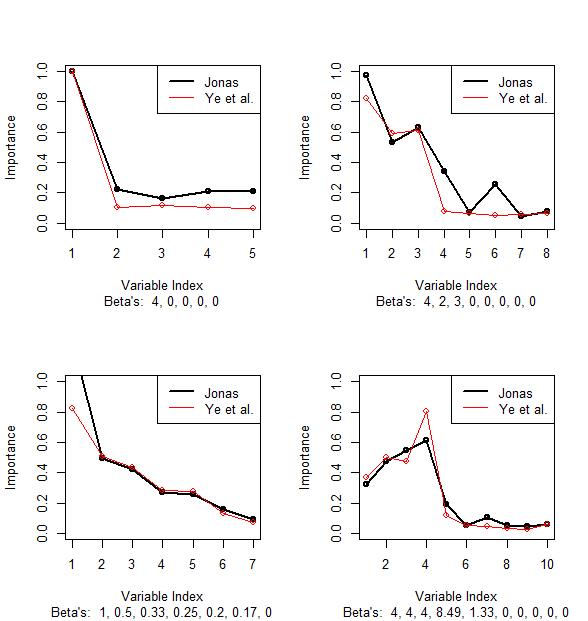 Jonas
Ye et al.
Importance
0.0 0.2 0.4 0.6 0.8 1.0
1 2 3 4 5
Variable Index
Beta's: 4, 0, 0, 0, 0
Jonas
Ye et al.
Importance
0.0 0.2 0.4 0.6 0.8 1.0
1 2 3 4 5 6 7 8
Variable Index
Beta's: 4, 2, 3, 0, 0, 0, 0, 0
Jonas
Ye et al.
Importance
0.0 0.2 0.4 0.6 0.8 1.0
1 2 3 4 5 6 7
Variable Index
Beta's: 1, 0.5, 0.33, 0.25, 0.2, 0.17, 0
Jonas
Ye et al.
Importance
0.0 0.2 0.4 0.6 0.8 1.0
2 4 6 8 10
Variable Index
Beta's: 4, 4, 4, 8.49, 1.33, 0, 0, 0, 0, 0